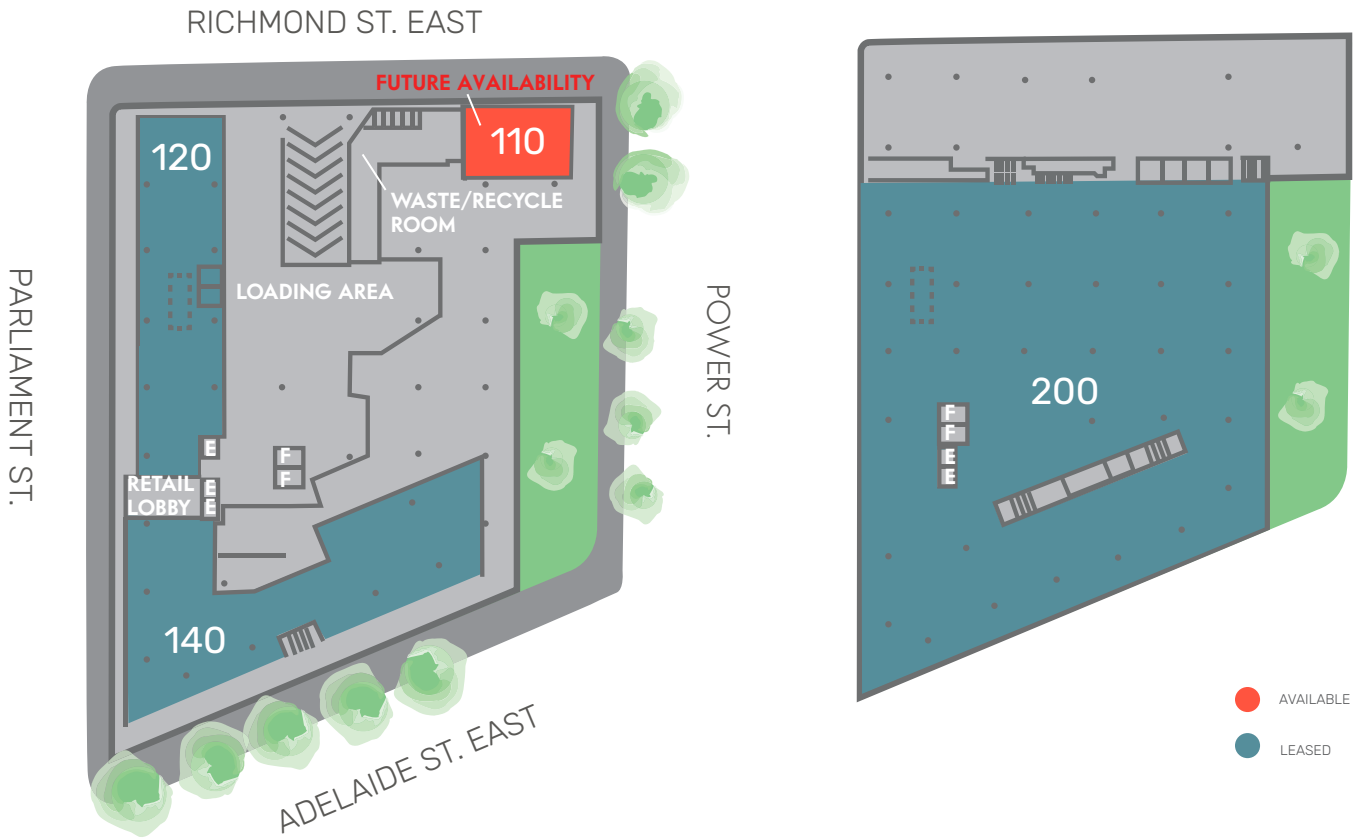 RICHMOND ST. EAST
FUTURE AVAILABILITY
110
120
WASTE/RECYCLE
ROOM
LOADING AREA
PARLIAMENT ST.
POWER ST.
E
F
F
RETAIL
LOBBY
E
E
140
ADELAIDE ST. EAST
200
F
F
E
E
AVAILABLE
LEASED